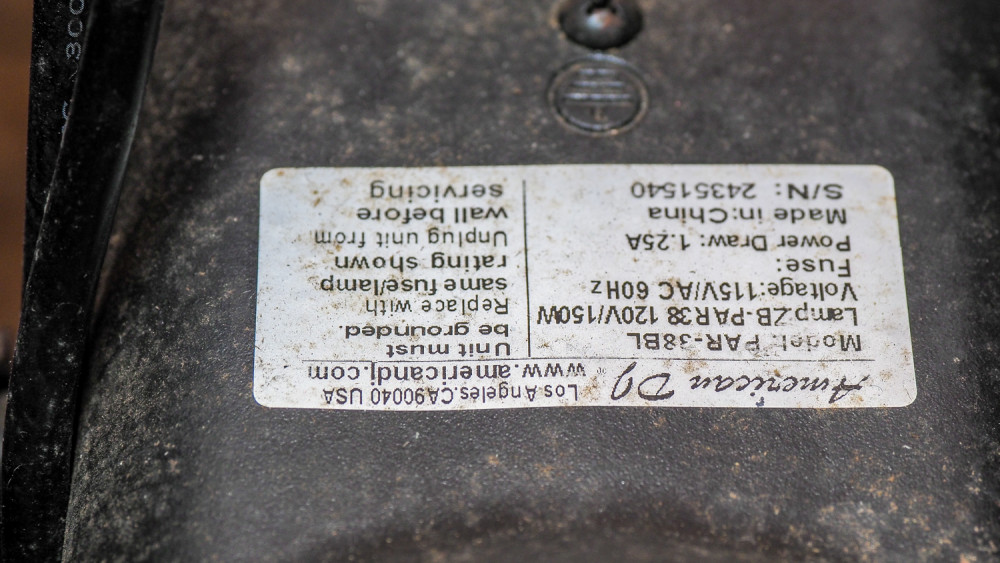 American DJ
Los Angeles.CA90040 USA
www.americandj.com
Model: PAR-38BL
Lamp:ZB-PAR38 120V/150W
Voltage:115V/AC 60Hz
Fuse:
Power Draw: 1.25A
Made in:China
S/N: 24351540
Unit must
be grounded.
Replace with
same fuse/lamp
rating shown
Unplug unit from
wall before
servicing
300